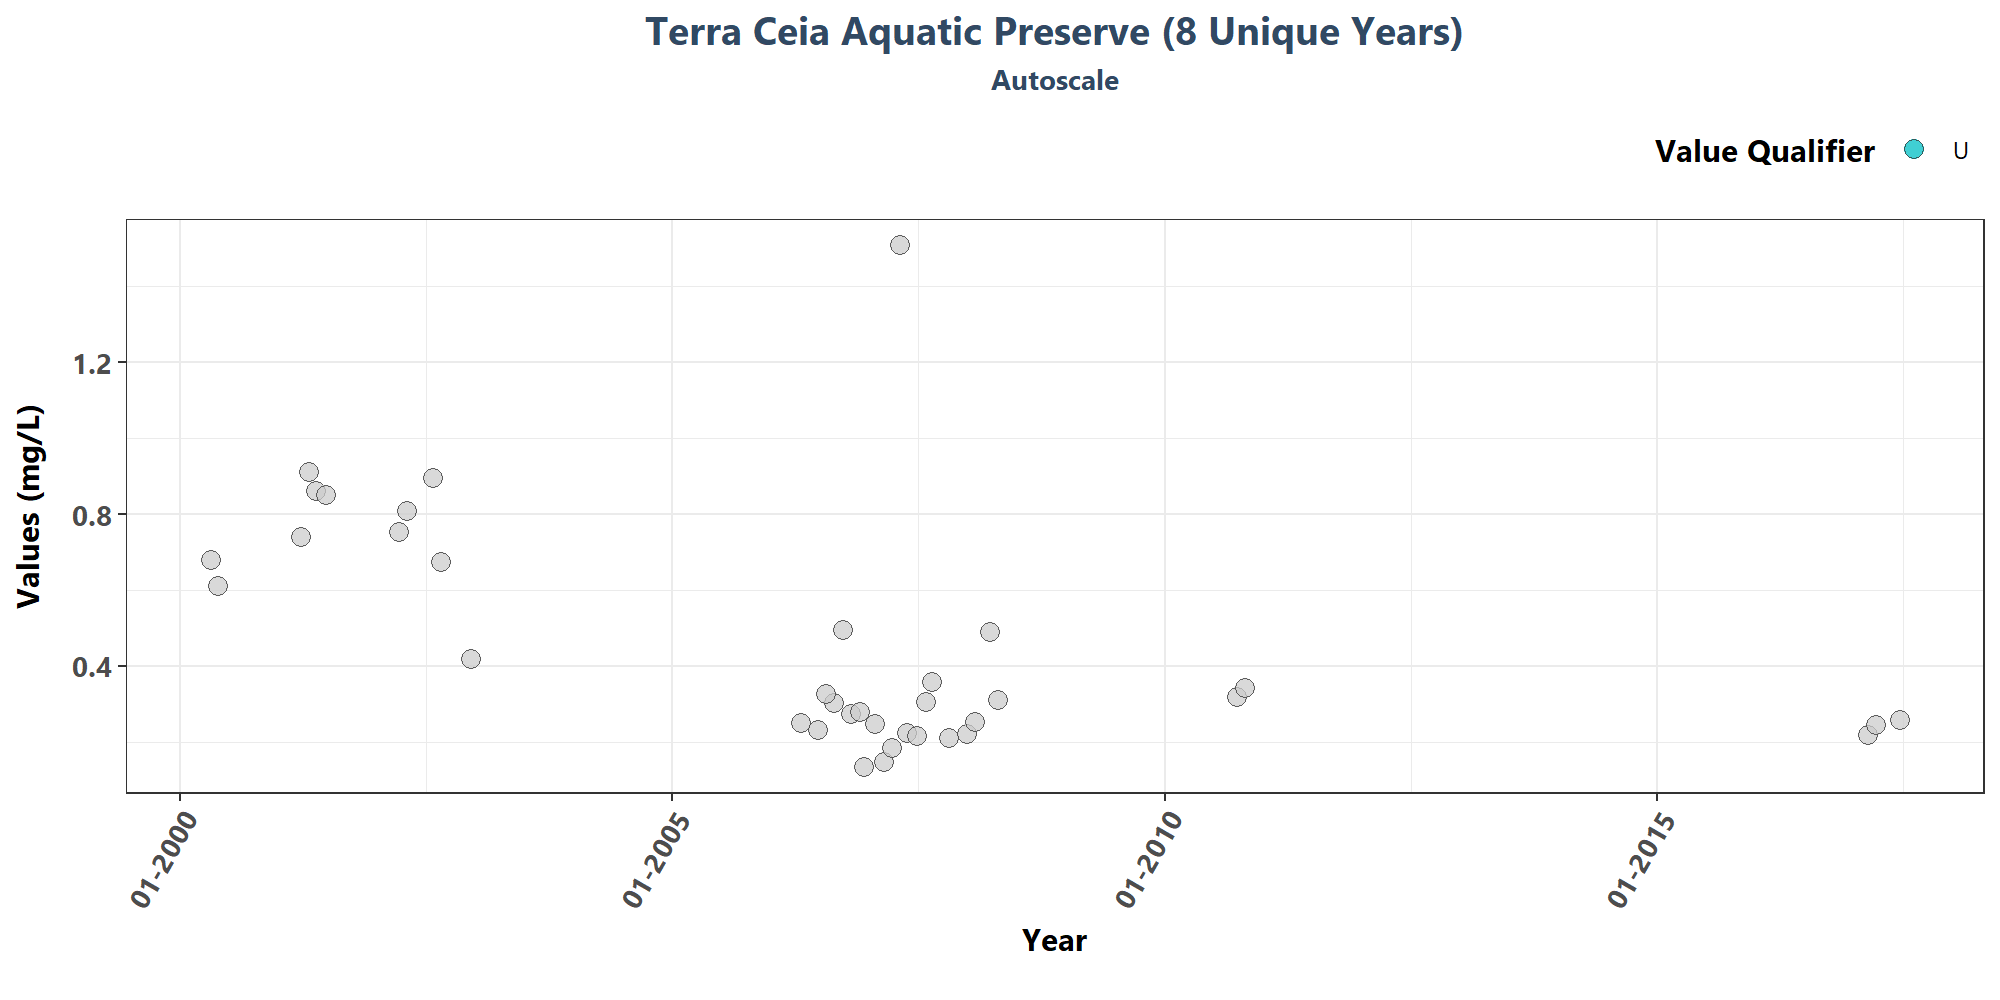 Terra Ceia Aquatic Preserve (8 Unique Years)
Autoscale
Value Qualifier U
Values (mg/L)
1.2
0.8
0.4
01-2000 01-2005 01-2010 01-2015
Year